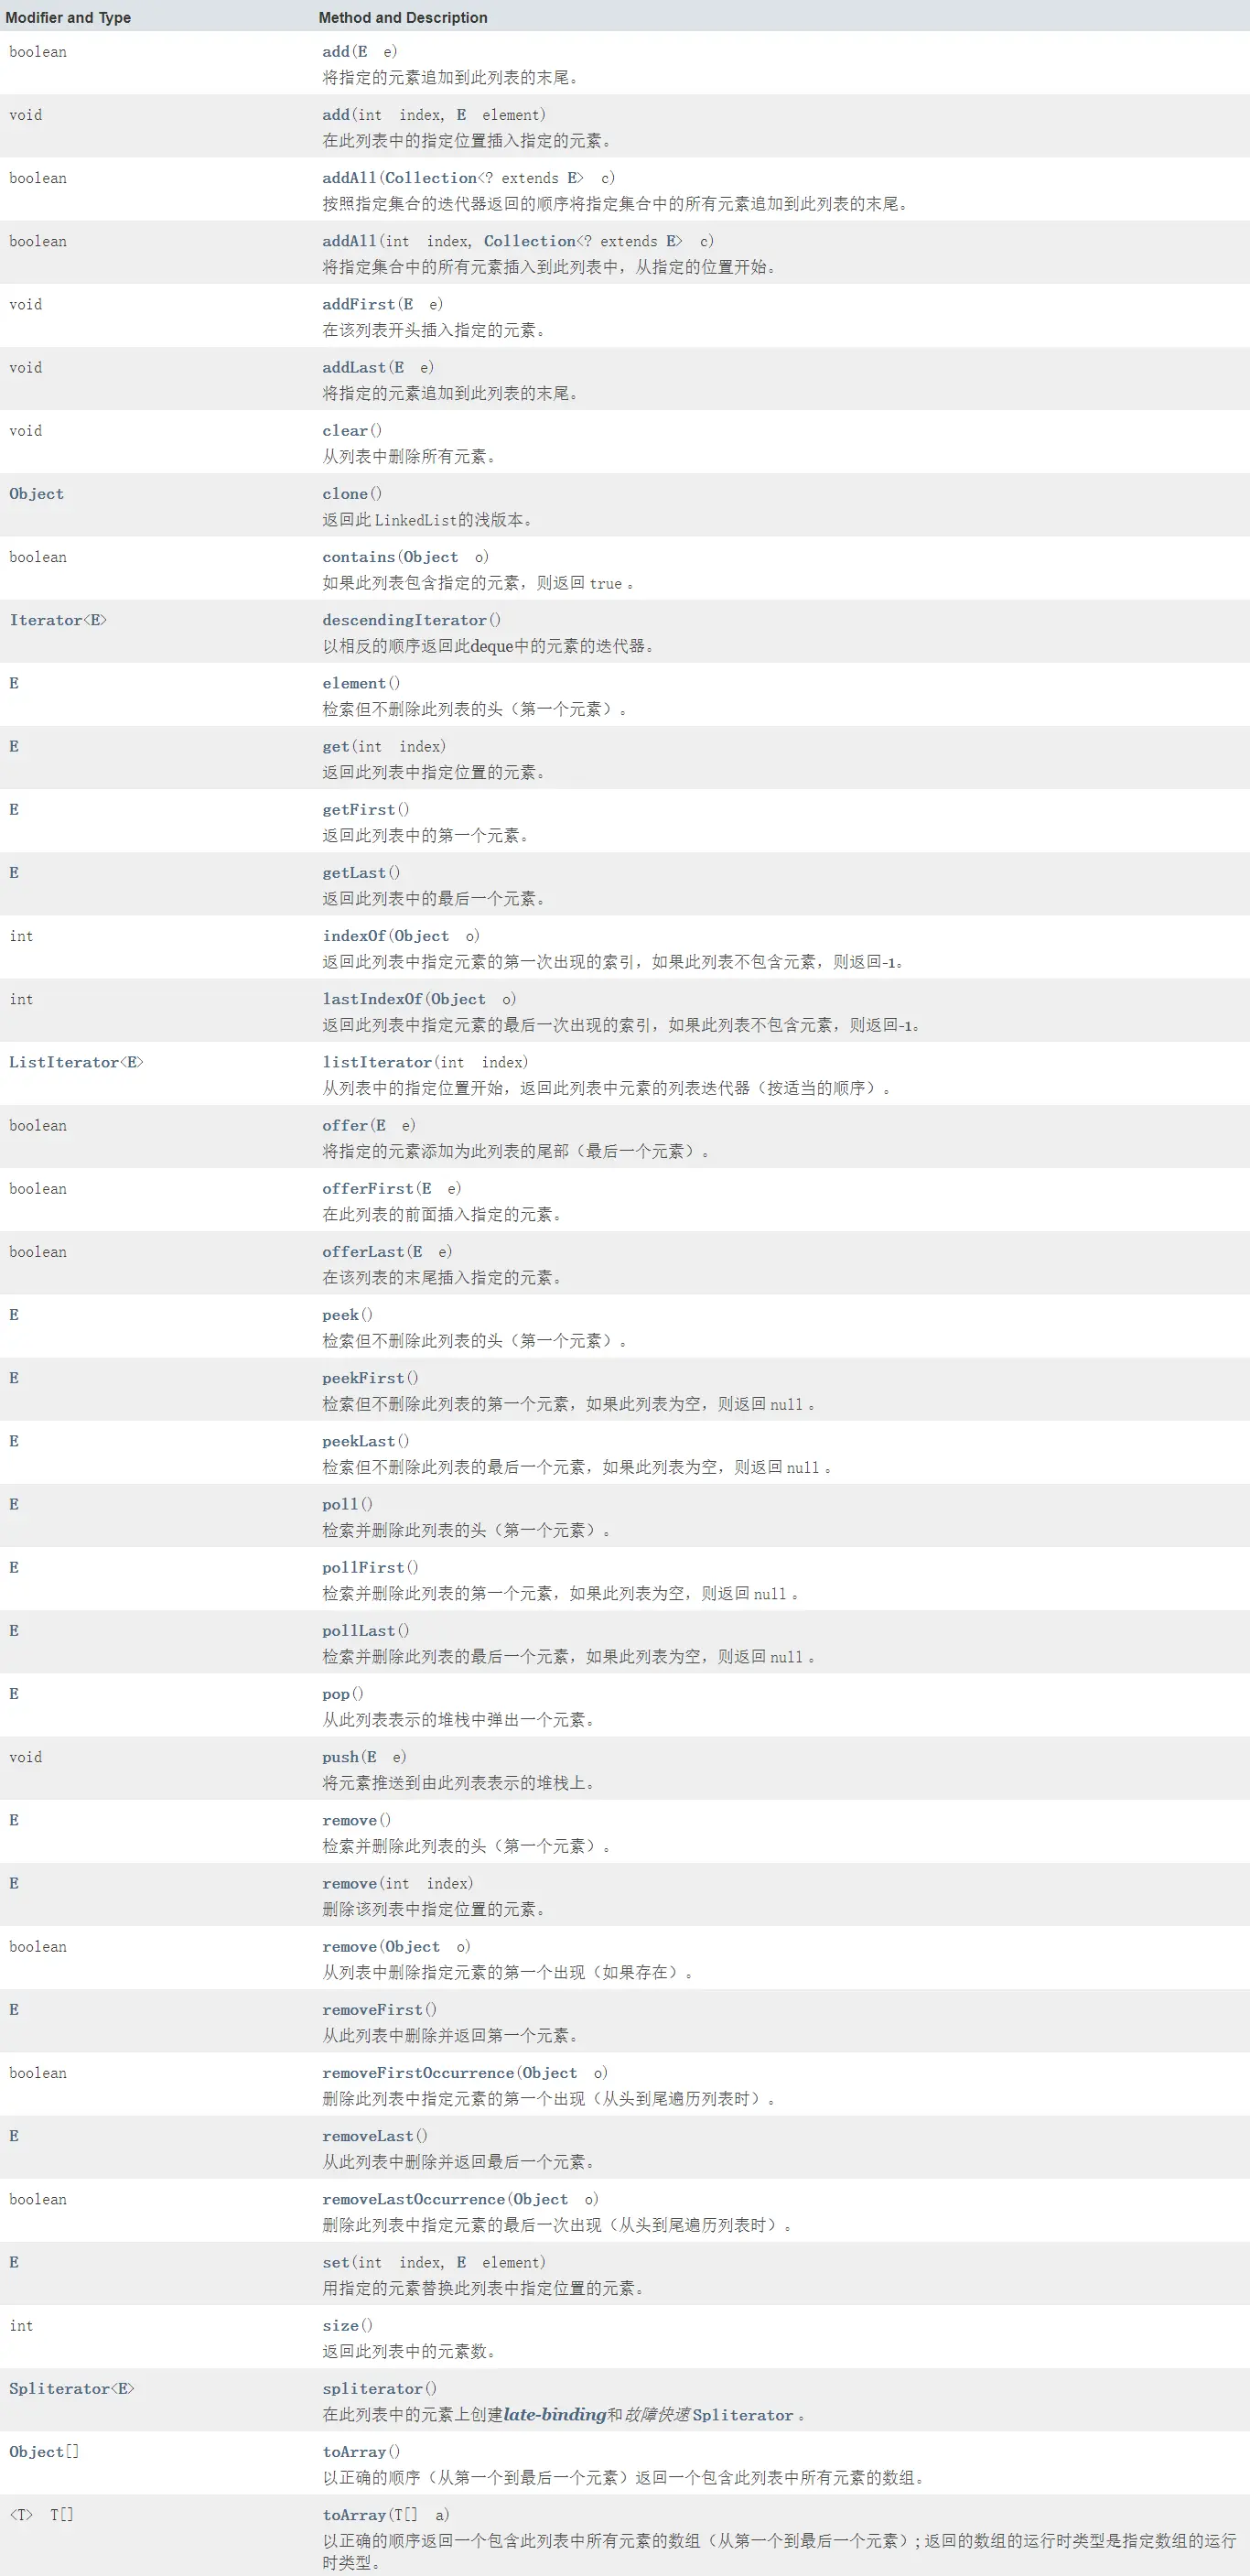 Modifier and Type Method and Description
boolean add(E e)
将指定的元素追加到此列表的末尾。
void add(int index, E element)
在此列表中的指定位置插入指定的元素。
boolean addAll(Collection<? extends E> c)
按照指定集合的迭代器返回的顺序将指定集合中的所有元素追加到此列表的末尾。
boolean addAll(int index, Collection<? extends E> c)
将指定集合中的所有元素插入到此列表中，从指定的位置开始。
void addFirst(E e)
在该列表开头插入指定的元素。
void addLast(E e)
将指定的元素追加到此列表的末尾。
void clear()
从列表中删除所有元素。
Object clone()
返回此 LinkedList的浅版本。
boolean contains(Object o)
如果此列表包含指定的元素，则返回 true 。
Iterator<E> descendingIterator()
以相反的顺序返回此deque中的元素的迭代器。
E element()
检索但不删除此列表的头（第一个元素）。
E get(int index)
返回此列表中指定位置的元素。
E getFirst()
返回此列表中的第一个元素。
E getLast()
返回此列表中的最后一个元素。
int indexOf(Object o)
返回此列表中指定元素的第一次出现的索引，如果此列表不包含元素，则返回-1。
int lastIndexOf(Object o)
返回此列表中指定元素的最后一次出现的索引，如果此列表不包含元素，则返回-1。
ListIterator<E> listIterator(int index)
从列表中的指定位置开始，返回此列表中元素的列表迭代器（按适当的顺序）。
boolean offer(E e)
将指定的元素添加为此列表的尾部（最后一个元素）。
boolean offerFirst(E e)
在此列表的前面插入指定的元素。
boolean offerLast(E e)
在该列表的末尾插入指定的元素。
E peek()
检索但不删除此列表的头（第一个元素）。
E peekFirst()
检索但不删除此列表的第一个元素，如果此列表为空，则返回 null 。
E peekLast()
检索但不删除此列表的最后一个元素，如果此列表为空，则返回 null 。
E poll()
检索并删除此列表的头（第一个元素）。
E pollFirst()
检索并删除此列表的第一个元素，如果此列表为空，则返回 null 。
E pollLast()
检索并删除此列表的最后一个元素，如果此列表为空，则返回 null 。
E pop()
从此列表表示的堆栈中弹出一个元素。
void push(E e)
将元素推送到由此列表表示的堆栈上。
E remove()
检索并删除此列表的头（第一个元素）。
E remove(int index)
删除该列表中指定位置的元素。
boolean remove(Object o)
从列表中删除指定元素的第一个出现（如果存在）。
E removeFirst()
从此列表中删除并返回第一个元素。
boolean removeFirstOccurrence(Object o)
删除此列表中指定元素的第一个出现（从头到尾遍历列表时）。
E removeLast()
从此列表中删除并返回最后一个元素。
boolean removeLastOccurrence(Object o)
删除此列表中指定元素的最后一次出现（从头到尾遍历列表时）。
E set(int index, E element)
用指定的元素替换此列表中指定位置的元素。
int size()
返回此列表中的元素数。
Spliterator<E> spliterator()
在此列表中的元素上创建late-binding和故障快速 Spliterator 。
Object[] toArray()
以正确的顺序（从第一个到最后一个元素）返回一个包含此列表中所有元素的数组。
<T> T[] toArray(T[] a)
以正确的顺序返回一个包含此列表中所有元素的数组（从第一个到最后一个元素）; 返回的数组的运行时类型是指定数组的运行
时类型。